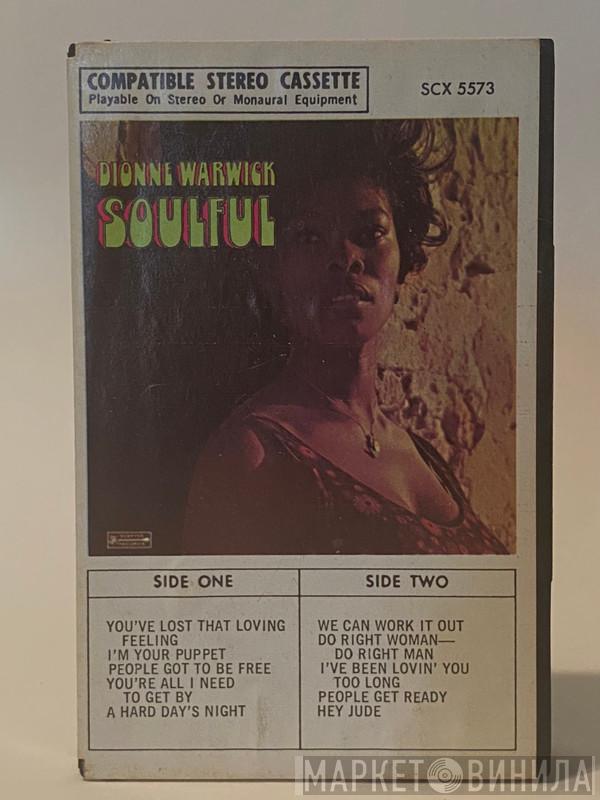 COMPATIBLE STEREO CASSETTE
Playable On Stereo Or Monaural Equipment
SCX 5573
DIONNE WARWICK
SOULFUL
SCEPTER
RECORDS
SIDE ONE
YOU'VE LOST THAT LOVING
FEELING
I'M YOUR PUPPET
PEOPLE GOT TO BE FREE
YOU'RE ALL I NEED
TO GET BY
A HARD DAY'S NIGHT
SIDE TWO
WE CAN WORK IT OUT
DO RIGHT WOMAN—
DO RIGHT MAN
I'VE BEEN LOVIN' YOU
TOO LONG
PEOPLE GET READY
HEY JUDE
МАРКЕТ ВИНИЛА